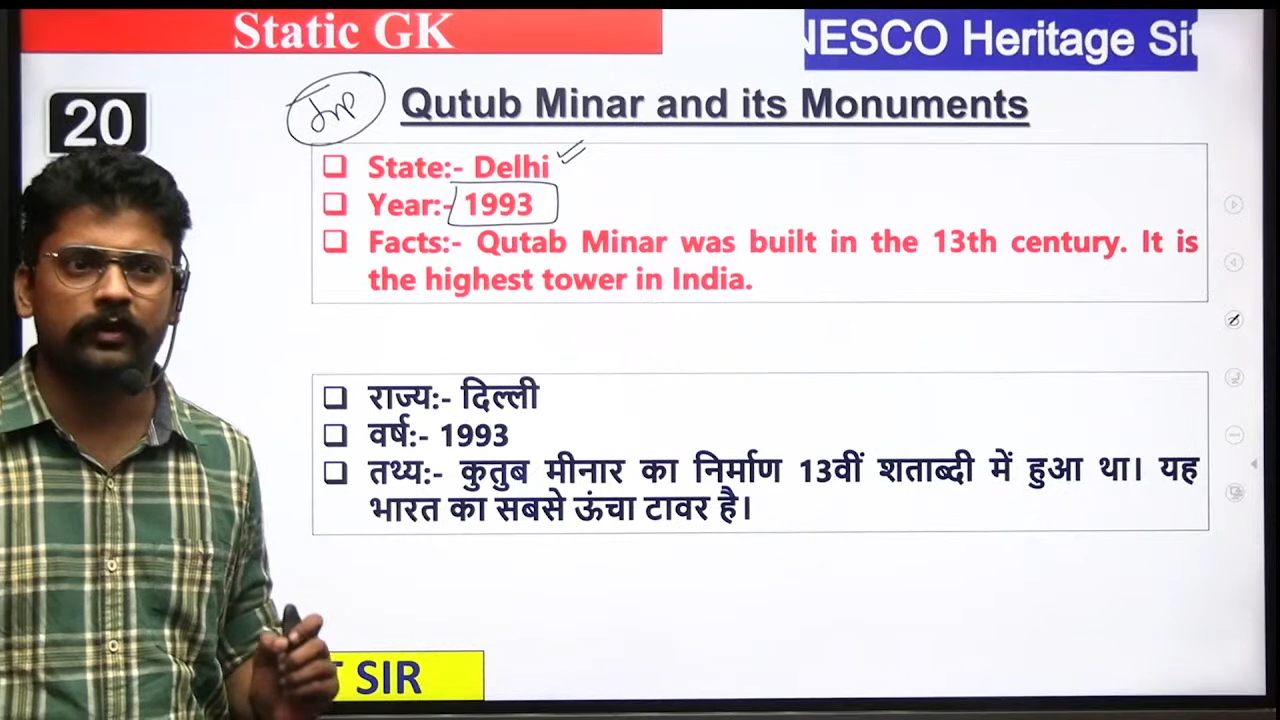 Static GK
NESCO Heritage Sit
20
Imp
Qutub Minar and its Monuments
State:- Delhi
Year:- 1993
Facts:- Qutab Minar was built in the 13th century. It is
the highest tower in India.
राज्य:- दिल्ली
वर्ष:- 1993
तथ्य:- कुतुब मीनार का निर्माण 13वीं शताब्दी में हुआ था। यह
भारत का सबसे ऊंचा टावर है।
T SIR